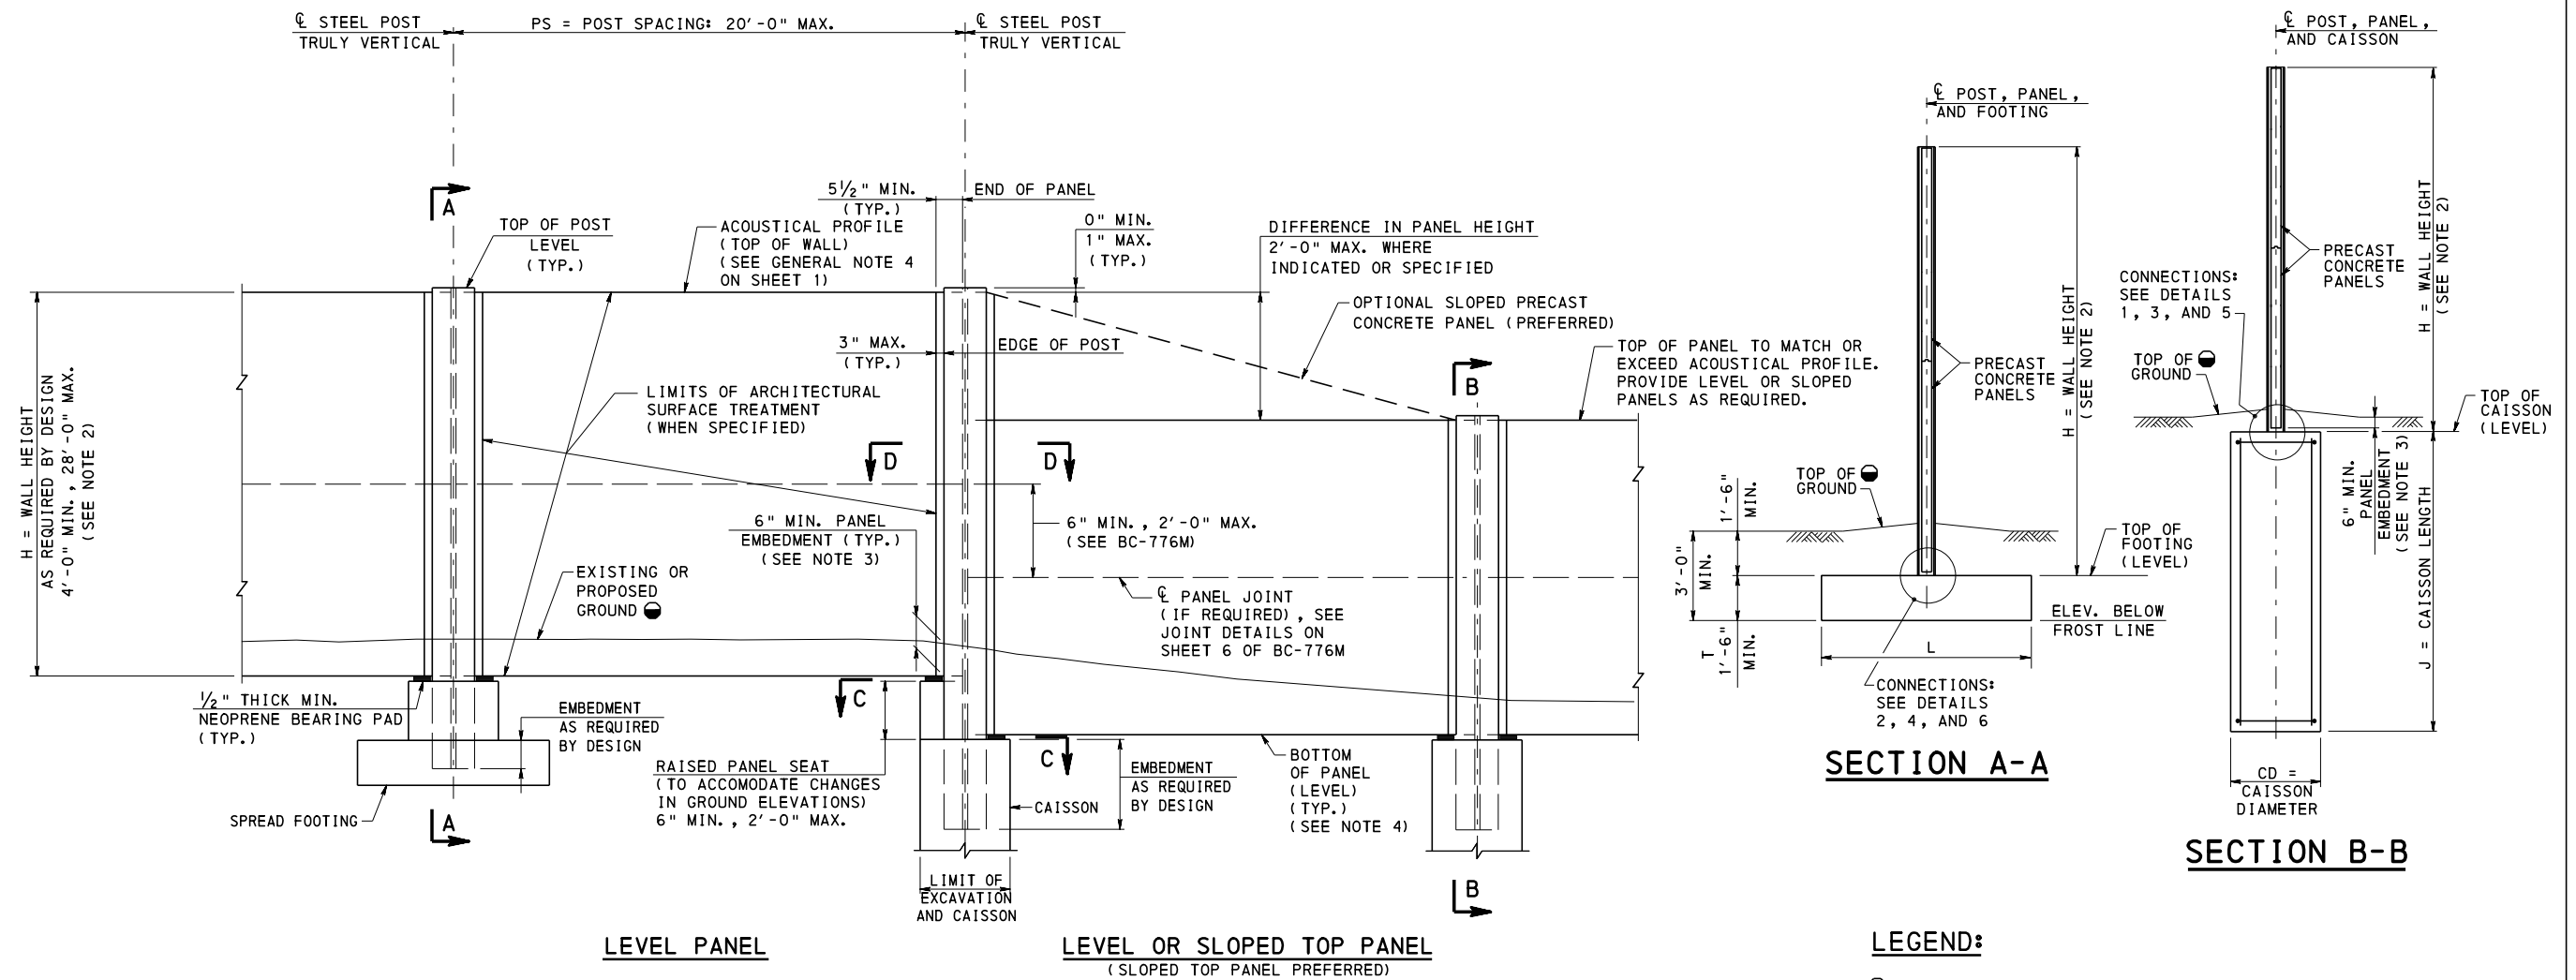 ℄ STEEL POST
TRULY VERTICAL
PS = POST SPACING: 20'-0" MAX.
℄ STEEL POST
TRULY VERTICAL
A
TOP OF POST
LEVEL
(TYP.)
ACOUSTICAL PROFILE
(TOP OF WALL)
(SEE GENERAL NOTE 4
ON SHEET 1)
5½" MIN.
(TYP.)
END OF PANEL
0" MIN.
1" MAX.
(TYP.)
DIFFERENCE IN PANEL HEIGHT
2'-0" MAX. WHERE
INDICATED OR SPECIFIED
OPTIONAL SLOPED PRECAST
CONCRETE PANEL (PREFERRED)
3" MAX.
(TYP.)
EDGE OF POST
TOP OF PANEL TO MATCH OR
EXCEED ACOUSTICAL PROFILE.
PROVIDE LEVEL OR SLOPED
PANELS AS REQUIRED.
B
H = WALL HEIGHT
AS REQUIRED BY DESIGN
4'-0" MIN., 28'-0" MAX.
(SEE NOTE 2)
LIMITS OF ARCHITECTURAL
SURFACE TREATMENT
(WHEN SPECIFIED)
D
D
6" MIN. PANEL
EMBEDMENT (TYP.)
(SEE NOTE 3)
6" MIN., 2'-0" MAX.
(SEE BC-776M)
EXISTING OR
PROPOSED
GROUND
℄ PANEL JOINT
(IF REQUIRED), SEE
JOINT DETAILS ON
SHEET 6 OF BC-776M
½" THICK MIN.
NEOPRENE BEARING PAD
(TYP.)
EMBEDMENT
AS REQUIRED
BY DESIGN
C
C
RAISED PANEL SEAT
(TO ACCOMODATE CHANGES
IN GROUND ELEVATIONS)
6" MIN., 2'-0" MAX.
EMBEDMENT
AS REQUIRED
BY DESIGN
BOTTOM
OF PANEL
(LEVEL)
(TYP.)
(SEE NOTE 4)
CAISSON
SPREAD FOOTING
A
LIMIT OF
EXCAVATION
AND CAISSON
B
LEVEL PANEL
LEVEL OR SLOPED TOP PANEL
(SLOPED TOP PANEL PREFERRED)
℄ POST, PANEL,
AND FOOTING
H = WALL HEIGHT
(SEE NOTE 2)
PRECAST
CONCRETE
PANELS
TOP OF
GROUND
1'-6"
MIN.
3'-0"
MIN.
T
1'-6"
MIN.
TOP OF
FOOTING
(LEVEL)
ELEV. BELOW
FROST LINE
L
CONNECTIONS:
SEE DETAILS
2, 4, AND 6
SECTION A-A
℄ POST, PANEL,
AND CAISSON
H = WALL HEIGHT
(SEE NOTE 2)
PRECAST
CONCRETE
PANELS
CONNECTIONS:
SEE DETAILS
1, 3, AND 5
TOP OF
GROUND
TOP OF
CAISSON
(LEVEL)
6" MIN.
PANEL
EMBEDMENT
(SEE NOTE 3)
J = CAISSON LENGTH
CD =
CAISSON
DIAMETER
SECTION B-B
LEGEND: